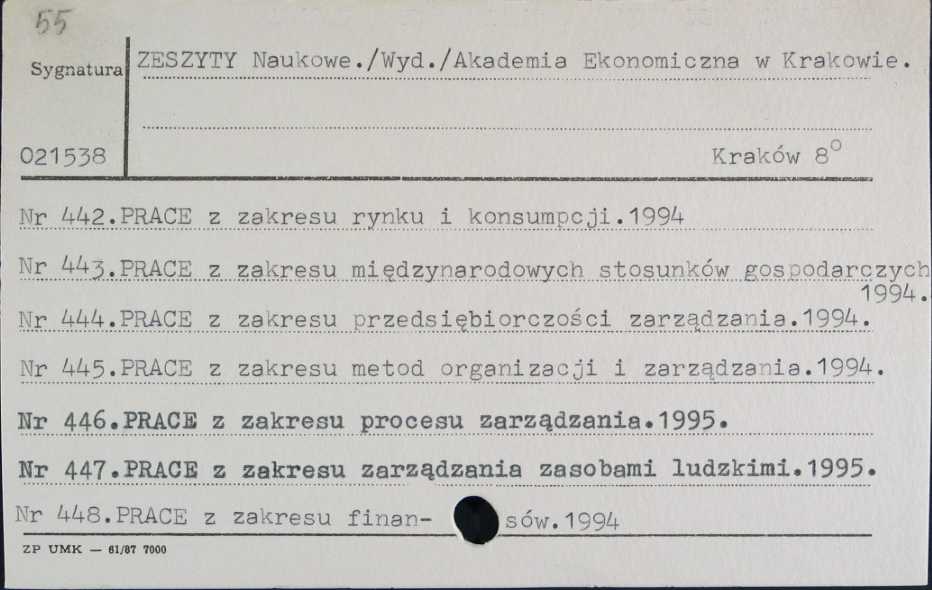 55
Sygnatura
ZESZYTY Naukowe./Wyd./Akademia Ekonomiczna w Krakowie.
021538
Kraków 8°
Nr 442.PRACE z zakresu rynku i konsumpcji.1994
Nr 443.PRACE z zakresu międzynarodowych stosunków gospodarczych
1994.
Nr 444.PRACE z zakresu przedsiębiorczości zarządzania.1994.
Nr 445.PRACE z zakresu metod organizacji i zarządzania.1994.
Nr 446.PRACE z zakresu procesu zarządzania.1995.
Nr 447.PRACE z zakresu zarządzania zasobami ludzkimi.1995.
Nr 448.PRACE z zakresu finan- sów.1994
ZP UMK — 61/87 7000